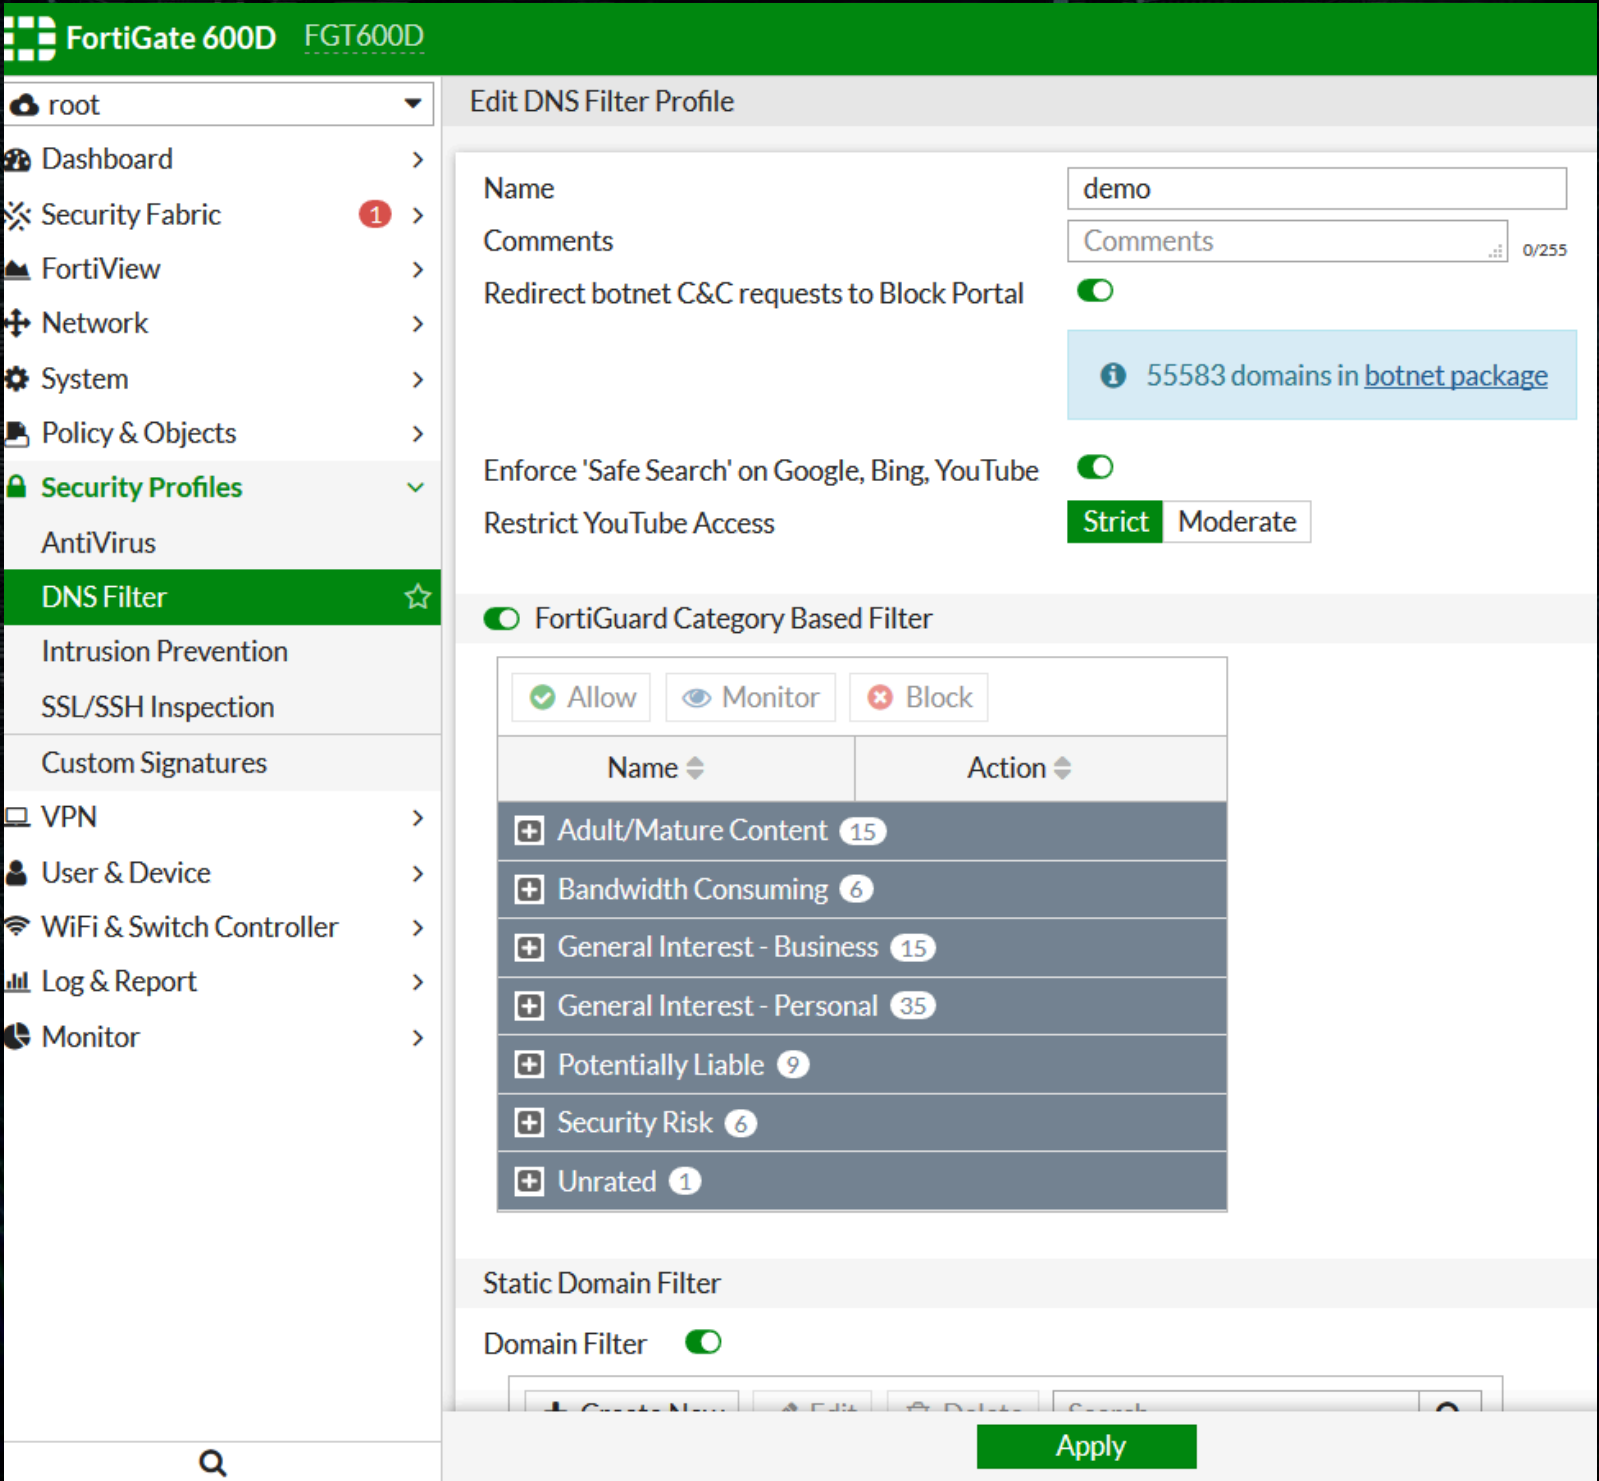 FortiGate 600D FGT600D
root
Dashboard
Security Fabric 1
FortiView
Network
System
Policy & Objects
Security Profiles
AntiVirus
DNS Filter
Intrusion Prevention
SSL/SSH Inspection
Custom Signatures
VPN
User & Device
WiFi & Switch Controller
Log & Report
Monitor
Edit DNS Filter Profile
Name demo
Comments Comments 0/255
Redirect botnet C&C requests to Block Portal
55583 domains in botnet package
Enforce 'Safe Search' on Google, Bing, YouTube
Restrict YouTube Access Strict Moderate
FortiGuard Category Based Filter
Allow Monitor Block
Name Action
Adult/Mature Content 15
Bandwidth Consuming 6
General Interest - Business 15
General Interest - Personal 35
Potentially Liable 9
Security Risk 6
Unrated 1
Static Domain Filter
Domain Filter
Create New Edit Delete Search
Apply